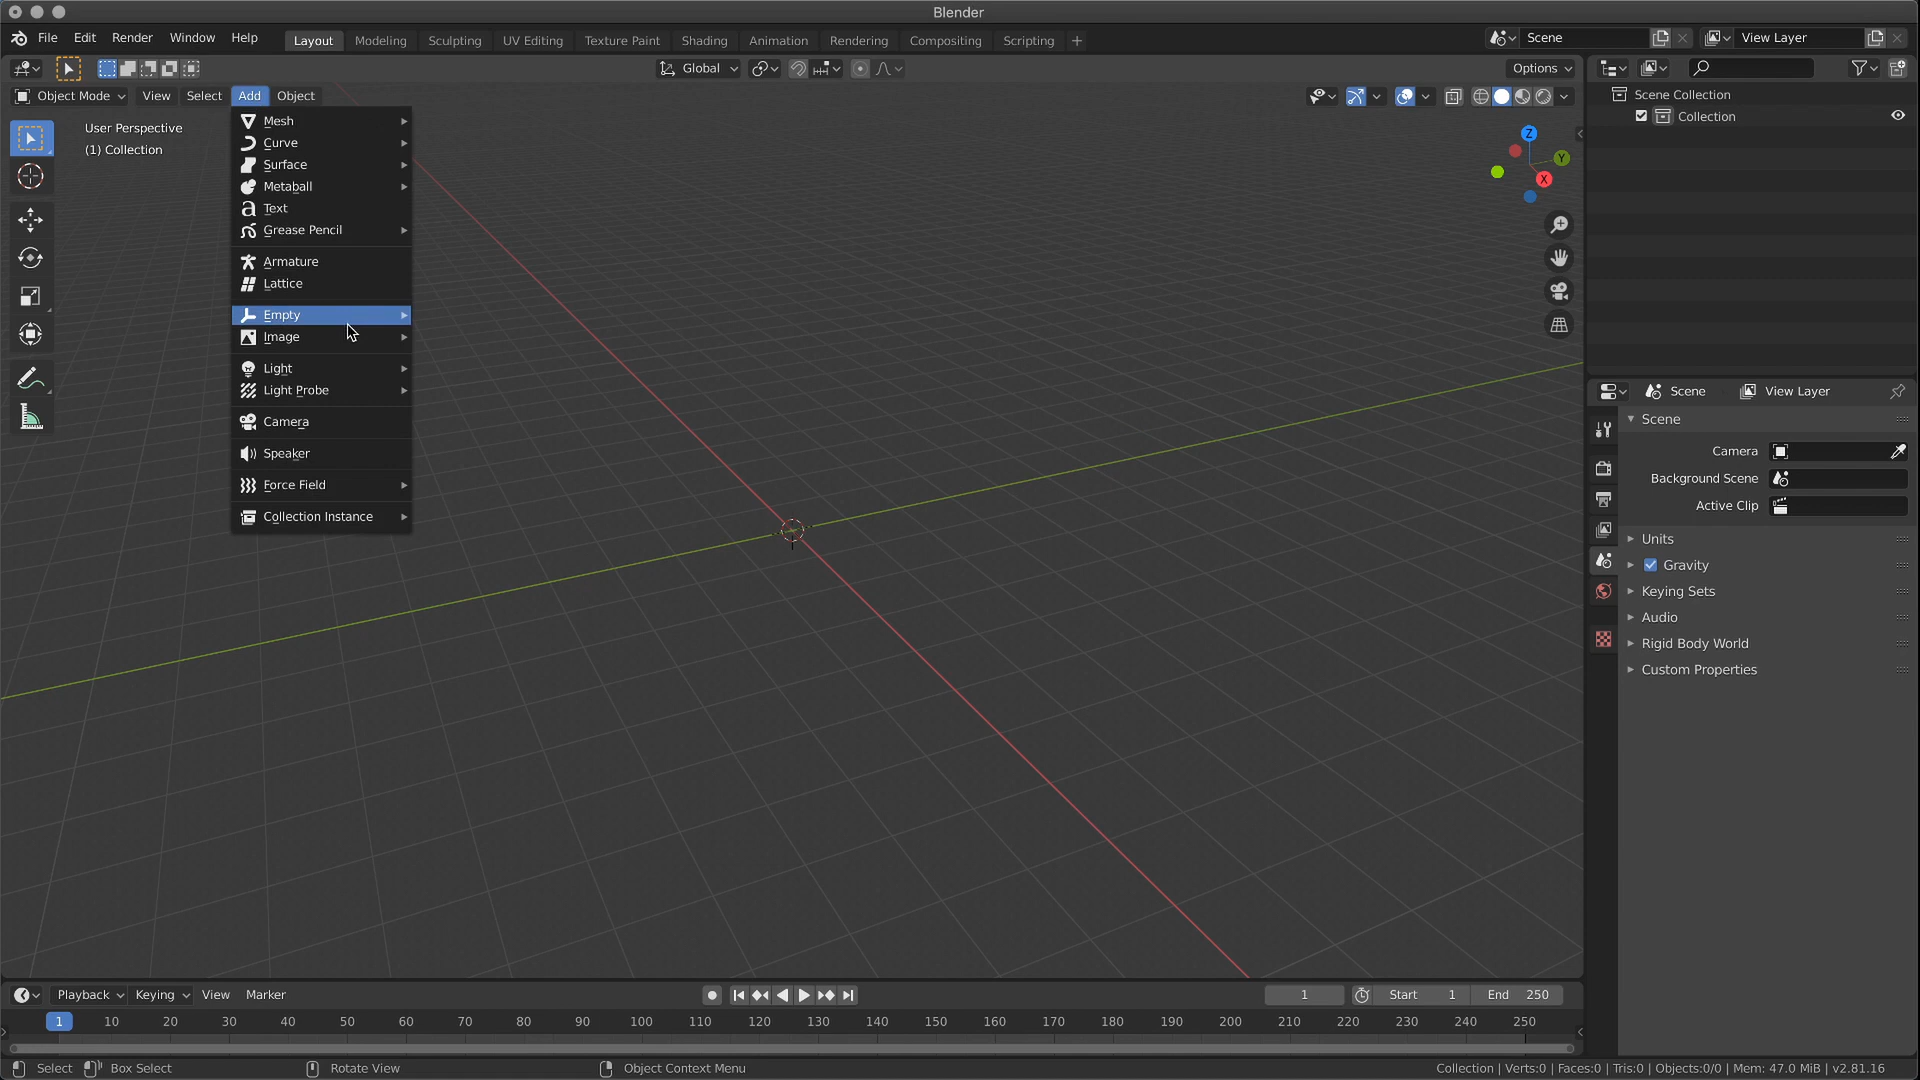 Blender
File Edit Render Window Help Layout Modeling Sculpting UV Editing Texture Paint Shading Animation Rendering Compositing Scripting + Scene View Layer
Global Options
Object Mode View Select Add Object
User Perspective
(1) Collection
Mesh
Curve
Surface
Metaball
Text
Grease Pencil
Armature
Lattice
Empty
Image
Light
Light Probe
Camera
Speaker
Force Field
Collection Instance
Z
Y
X
Scene Collection
Collection
Scene View Layer
Scene
Camera
Background Scene
Active Clip
Units
Gravity
Keying Sets
Audio
Rigid Body World
Custom Properties
Playback Keying View Marker 1 Start 1 End 250
1 10 20 30 40 50 60 70 80 90 100 110 120 130 140 150 160 170 180 190 200 210 220 230 240 250
Select Box Select Rotate View Object Context Menu Collection | Verts:0 | Faces:0 | Tris:0 | Objects:0/0 | Mem: 47.0 MiB | v2.81.16